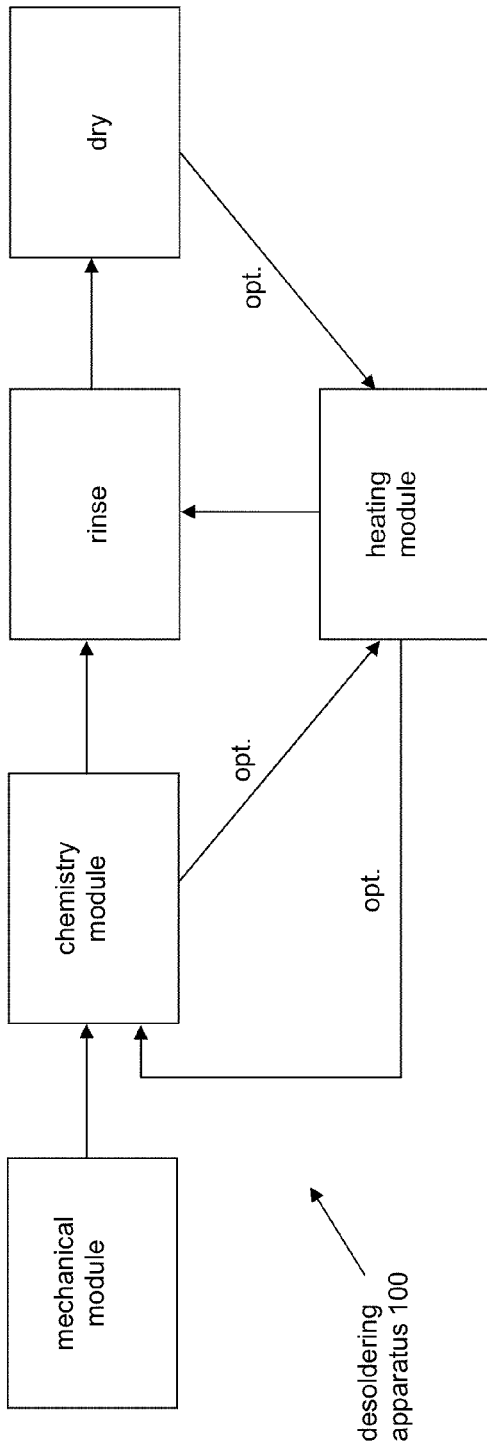 mechanical
module
chemistry
module
rinse
dry
opt.
opt.
opt.
heating
module
desoldering
apparatus 100